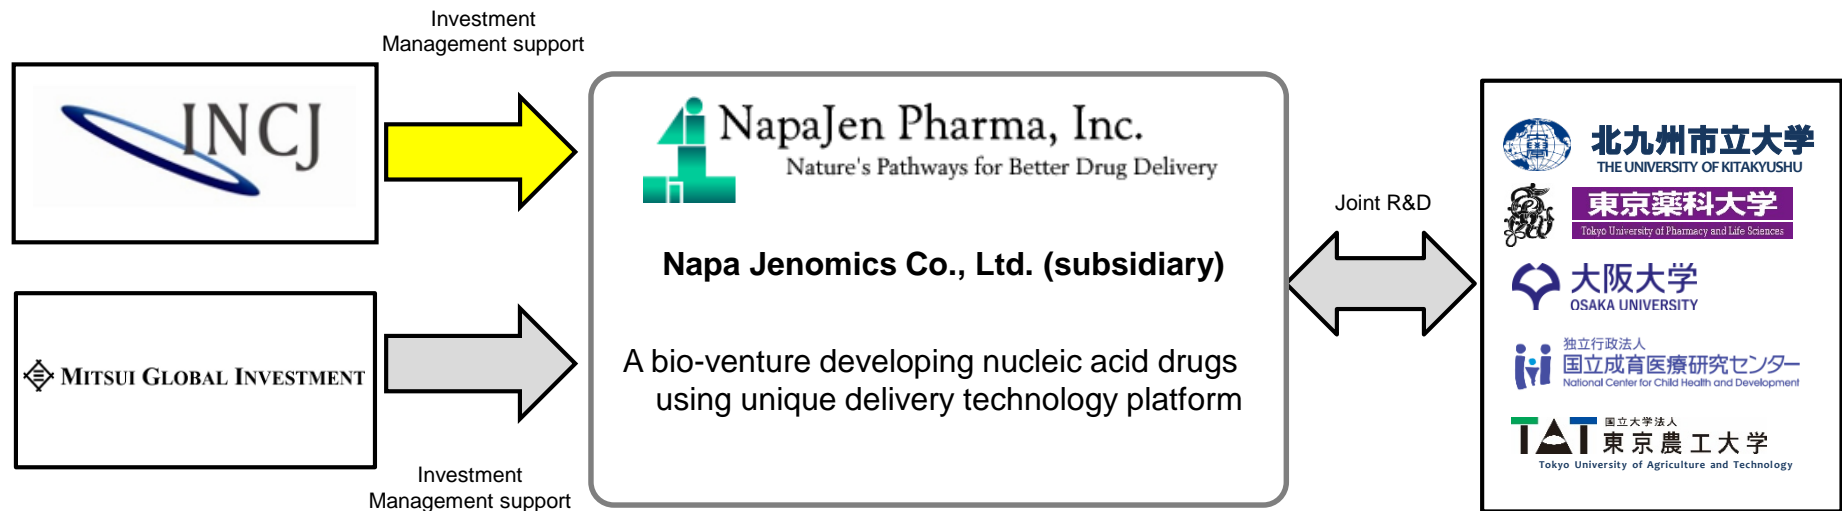 Investment
Management support
INCJ
MITSUI GLOBAL INVESTMENT
Investment
Management support
NapaJen Pharma, Inc.
Nature's Pathways for Better Drug Delivery
Napa Jenomics Co., Ltd. (subsidiary)
A bio-venture developing nucleic acid drugs
using unique delivery technology platform
Joint R&D
北九州市立大学
THE UNIVERSITY OF KITAKYUSHU
東京薬科大学
Tokyo University of Pharmacy and Life Sciences
大阪大学
OSAKA UNIVERSITY
独立行政法人
国立成育医療研究センター
National Center for Child Health and Development
TAT
国立大学法人
東京農工大学
Tokyo University of Agriculture and Technology